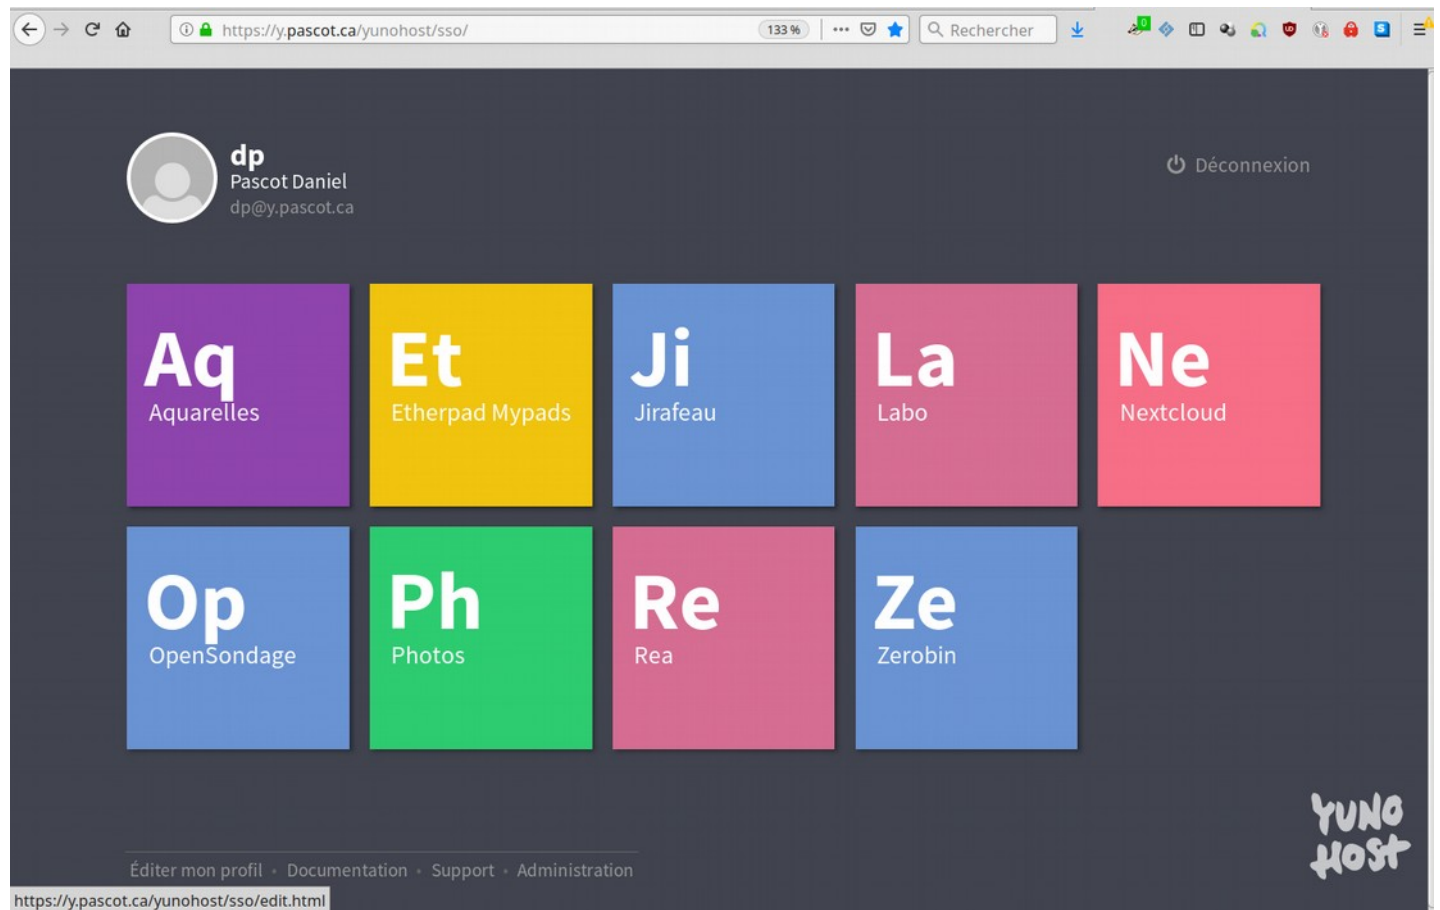 https://y.pascot.ca/yunohost/sso/
133 %
Rechercher
0
dp
Pascot Daniel
dp@y.pascot.ca
Déconnexion
Aq
Aquarelles
Et
Etherpad Mypads
Ji
Jirafeau
La
Labo
Ne
Nextcloud
Op
OpenSondage
Ph
Photos
Re
Rea
Ze
Zerobin
YUNO
HOST
Éditer mon profil • Documentation • Support • Administration
https://y.pascot.ca/yunohost/sso/edit.html